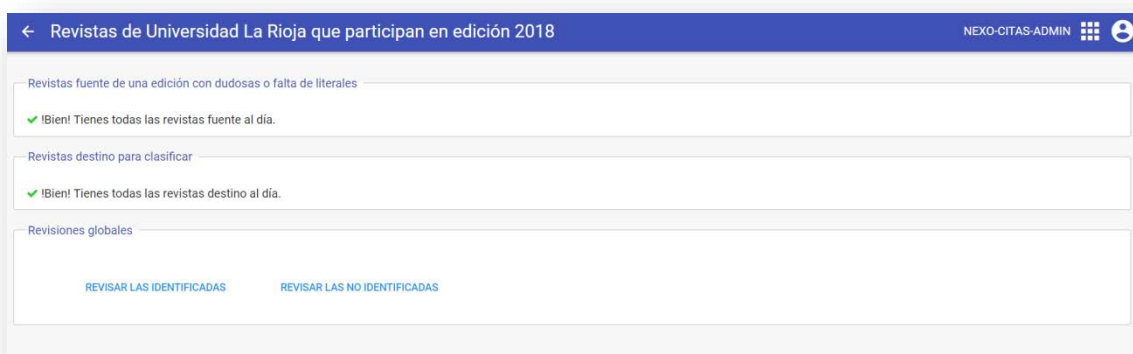 Revistas de Universidad La Rioja que participan en edición 2018
NEXO-CITAS-ADMIN
Revistas fuente de una edición con dudosas o falta de literales
!Bien! Tienes todas las revistas fuente al día.
Revistas destino para clasificar
!Bien! Tienes todas las revistas destino al día.
Revisiones globales
REVISAR LAS IDENTIFICADAS REVISAR LAS NO IDENTIFICADAS